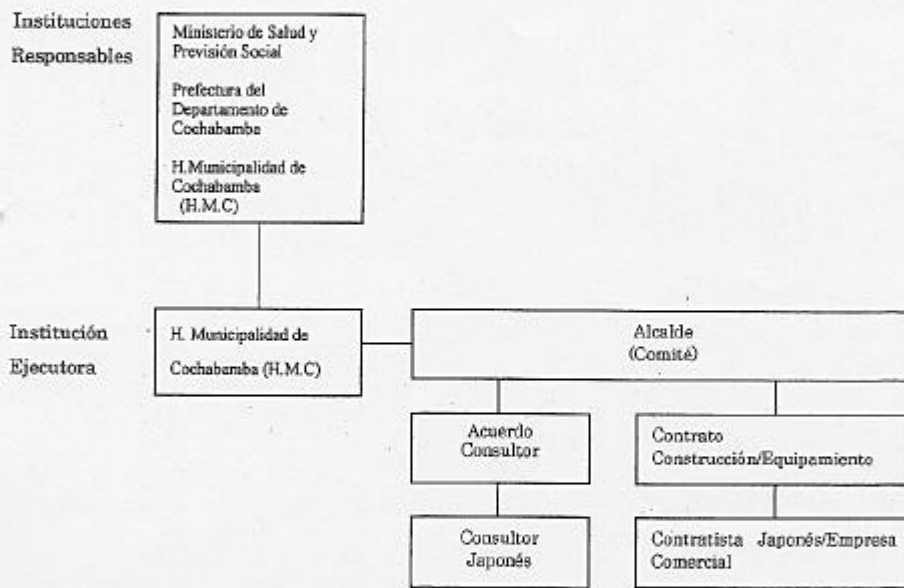 Instituciones
Responsables
Ministerio de Salud y
Previsión Social
Prefectura del
Departamento de
Cochabamba
H.Municipalidad de
Cochabamba
(H.M.C)
Institución
Ejecutora
H. Municipalidad de
Cochabamba (H.M.C)
Alcalde
(Comité)
Acuerdo
Consultor
Contrato
Construcción/Equipamiento
Consultor
Japonés
Contratista Japonés/Empresa
Comercial